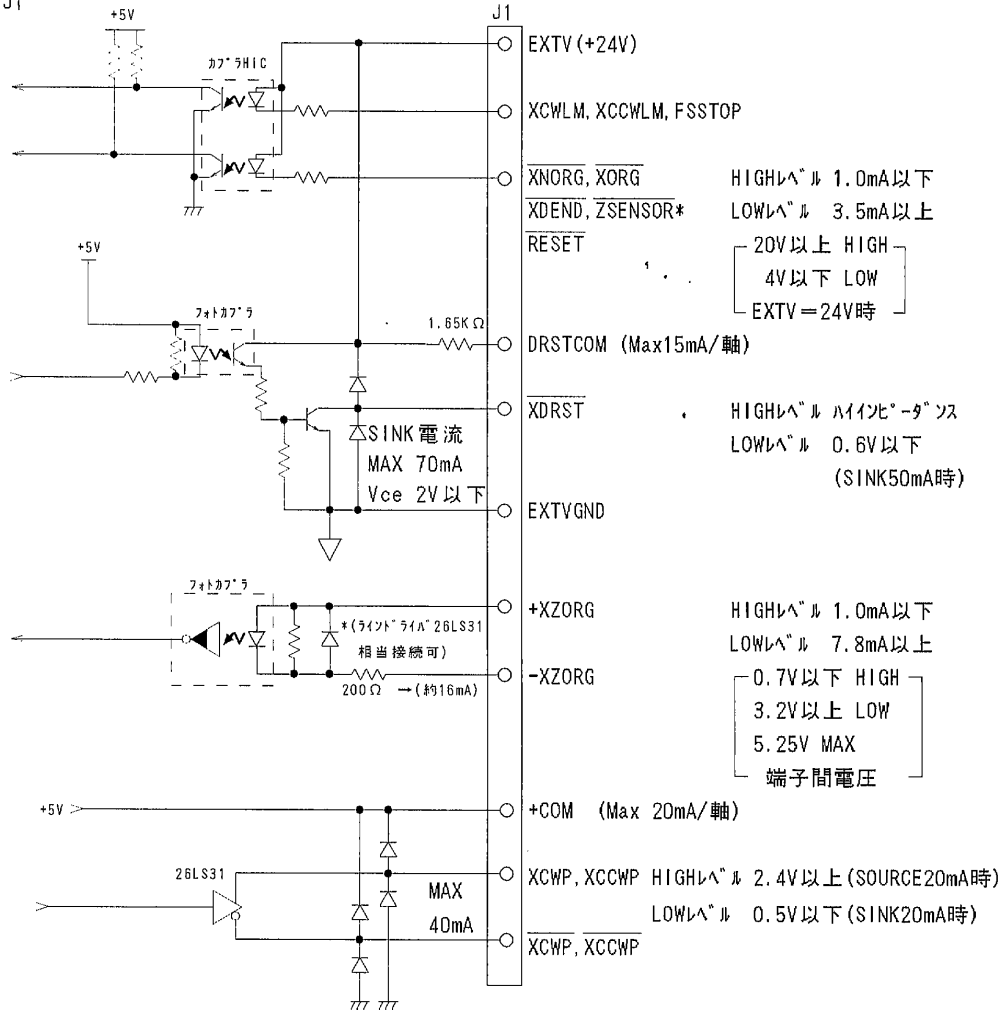 J1
+5V
J1
EXTV(+24V)
カプラHIC
XCWLM, XCCWLM, FSSTOP
XNORG, XORG
HIGHレベル 1.0mA以下
XDEND, ZSENSOR*
LOWレベル 3.5mA以上
RESET
20V以上 HIGH
4V以下 LOW
EXTV=24V時
+5V
フォトカプラ
1.65KΩ
DRSTCOM (Max15mA/軸)
XDRST
HIGHレベル ハイインピーダンス
LOWレベル 0.6V以下
(SINK50mA時)
SINK電流
MAX 70mA
Vce 2V以下
EXTVGND
フォトカプラ
+XZORG
HIGHレベル 1.0mA以下
LOWレベル 7.8mA以上
*(ラインドライバ26LS31
相当接続可)
-XZORG
200Ω →(約16mA)
0.7V以下 HIGH
3.2V以上 LOW
5.25V MAX
端子間電圧
+5V
+COM (Max 20mA/軸)
26LS31
MAX
40mA
XCWP, XCCWP HIGHレベル 2.4V以上(SOURCE20mA時)
LOWレベル 0.5V以下(SINK20mA時)
XCWP, XCCWP